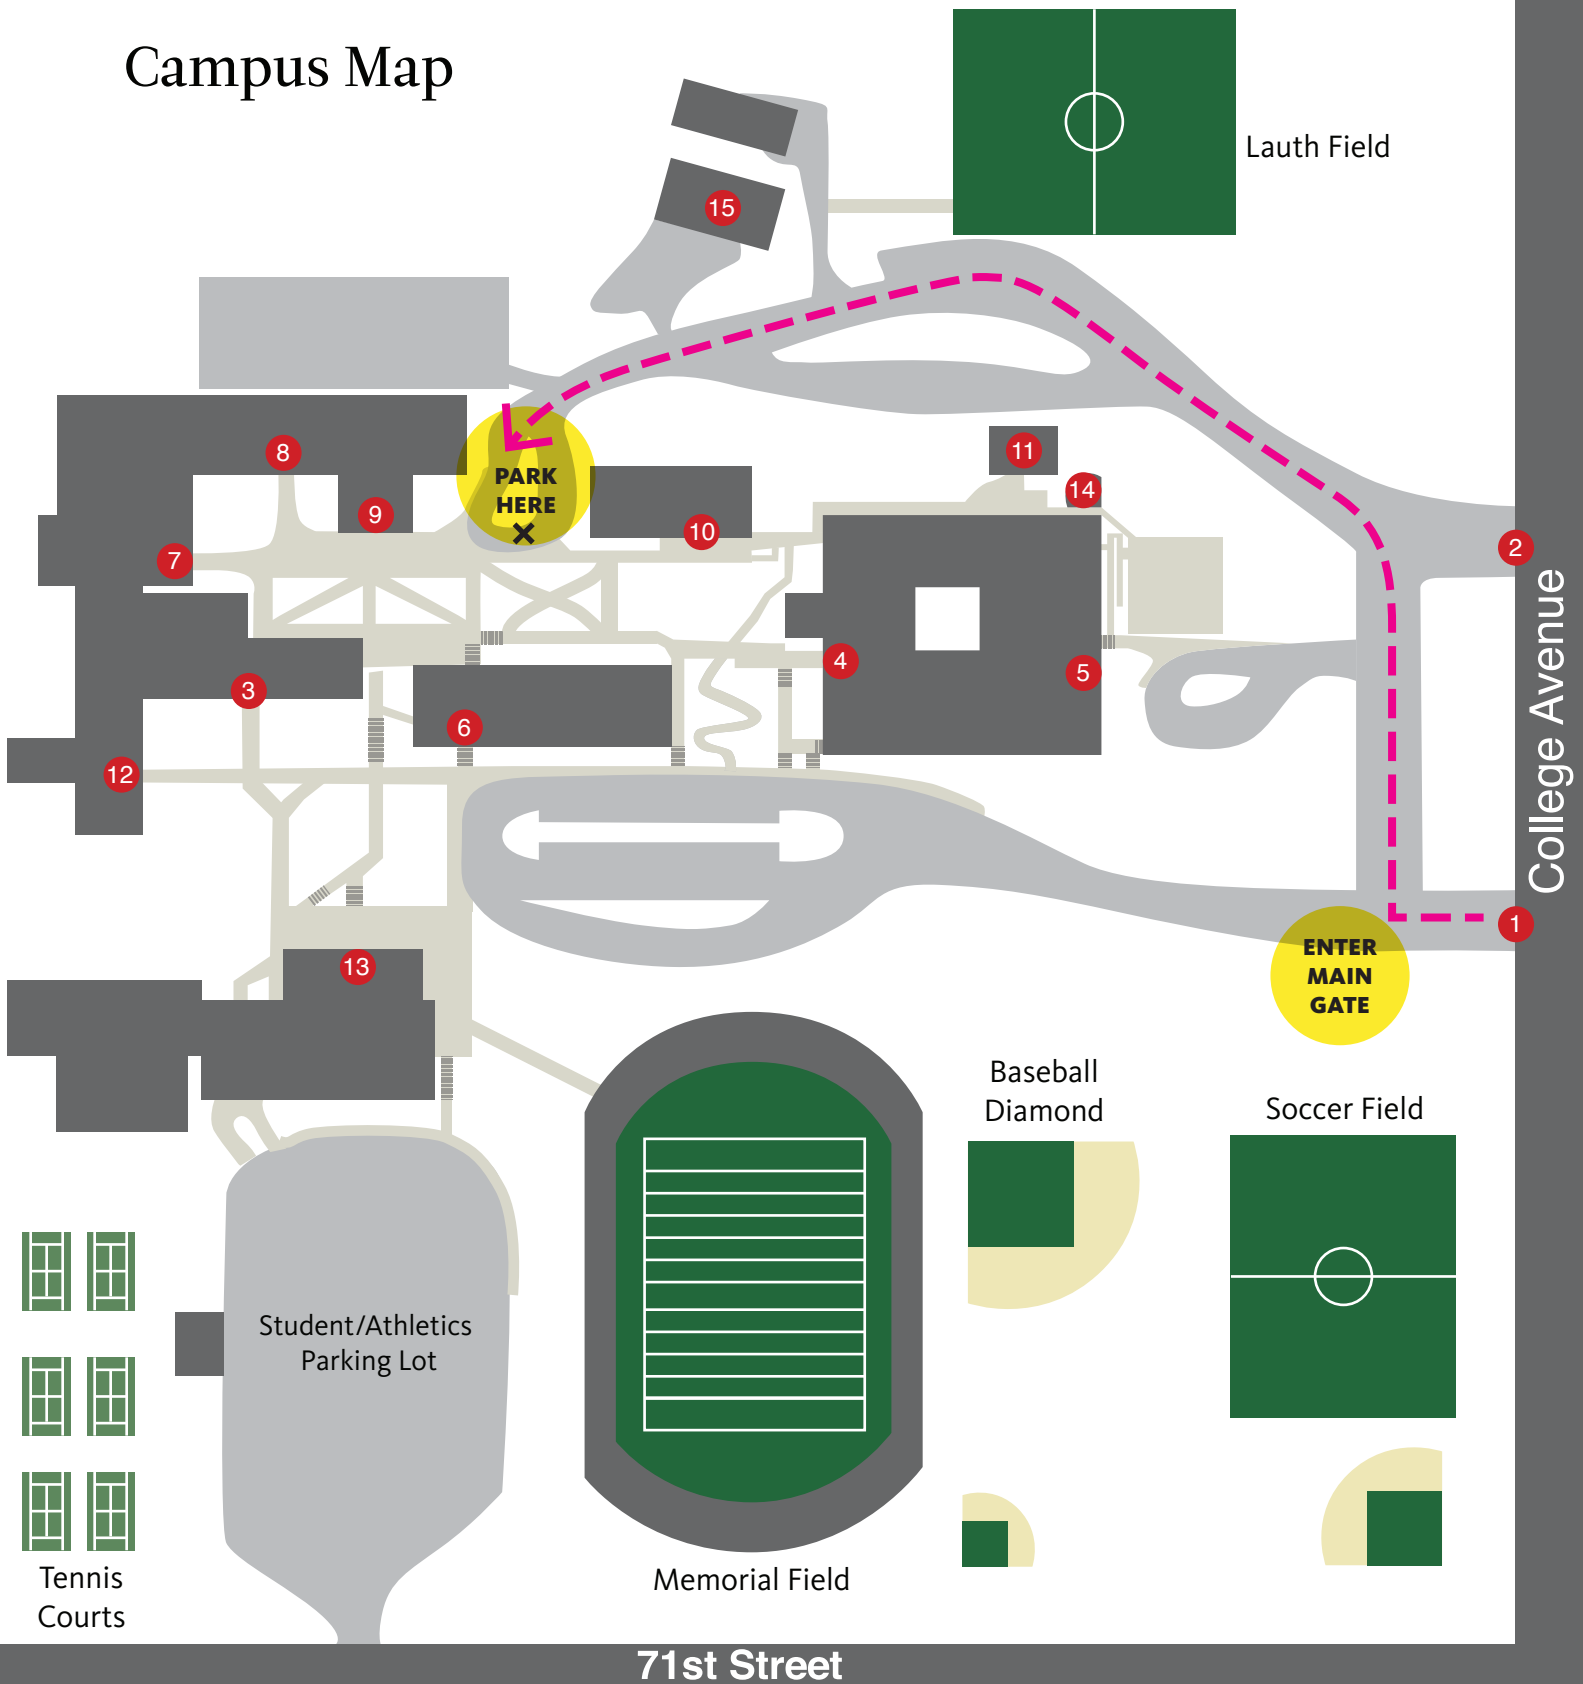 Campus Map
Lauth Field
15
8
PARK
HERE
11
14
9
10
2
7
4
5
3
6
12
College Avenue
1
ENTER
MAIN
GATE
13
Baseball
Diamond
Soccer Field
Student/Athletics
Parking Lot
Tennis
Courts
Memorial Field
71st Street